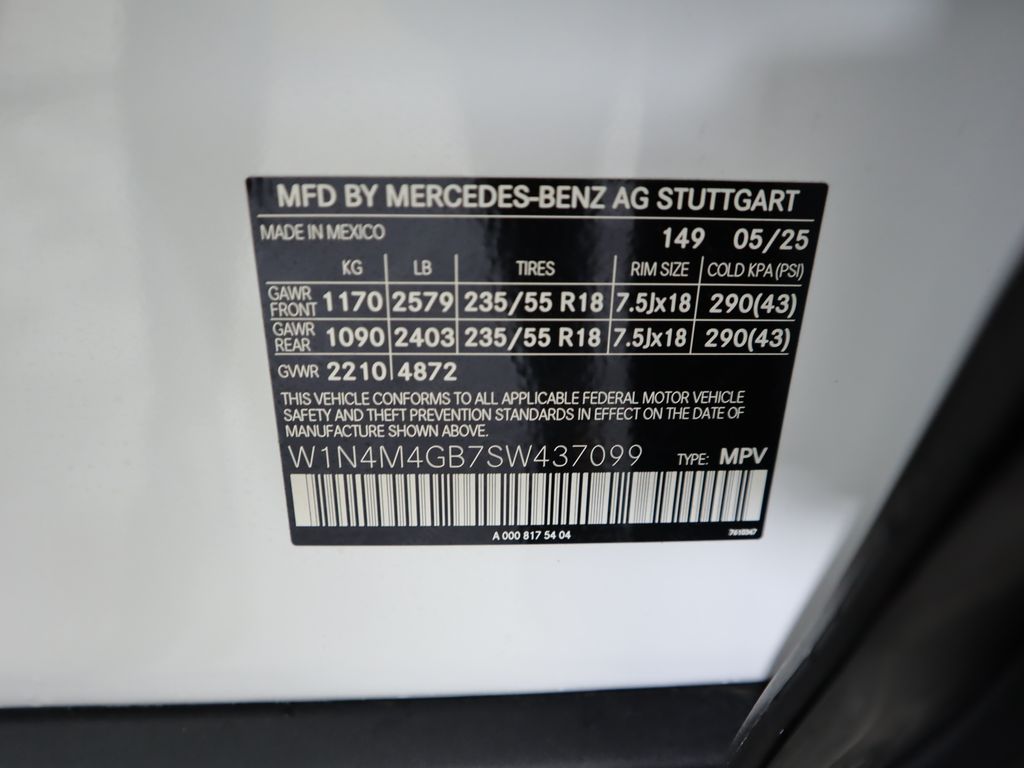 MFD BY MERCEDES-BENZ AG STUTTGART
MADE IN MEXICO 149 05/25
KG LB TIRES RIM SIZE COLD KPA (PSI)
GAWR FRONT 1170 2579 235/55 R18 7.5Jx18 290(43)
GAWR REAR 1090 2403 235/55 R18 7.5Jx18 290(43)
GVWR 2210 4872
THIS VEHICLE CONFORMS TO ALL APPLICABLE FEDERAL MOTOR VEHICLE
SAFETY AND THEFT PREVENTION STANDARDS IN EFFECT ON THE DATE OF
MANUFACTURE SHOWN ABOVE.
W1N4M4GB7SW437099 TYPE: MPV
A 000 817 54 04 7610347